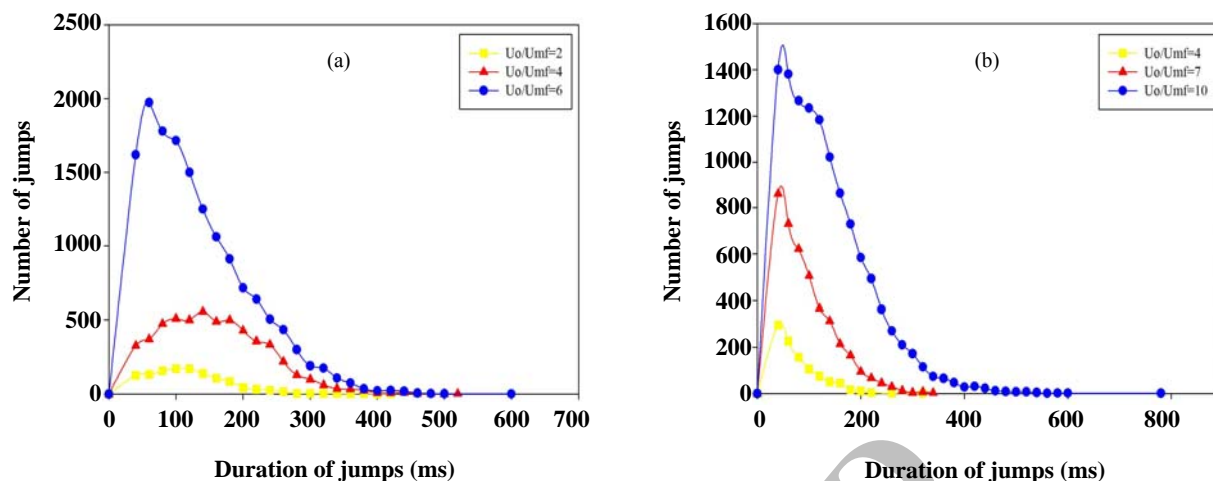 2500
2000
1500
1000
500
0
0 100 200 300 400 500 600 700
Number of jumps
Duration of jumps (ms)
(a)
Uo/Umf=2
Uo/Umf=4
Uo/Umf=6
1600
1400
1200
1000
800
600
400
200
0
0 200 400 600 800
Number of jumps
Duration of jumps (ms)
(b)
Uo/Umf=4
Uo/Umf=7
Uo/Umf=10